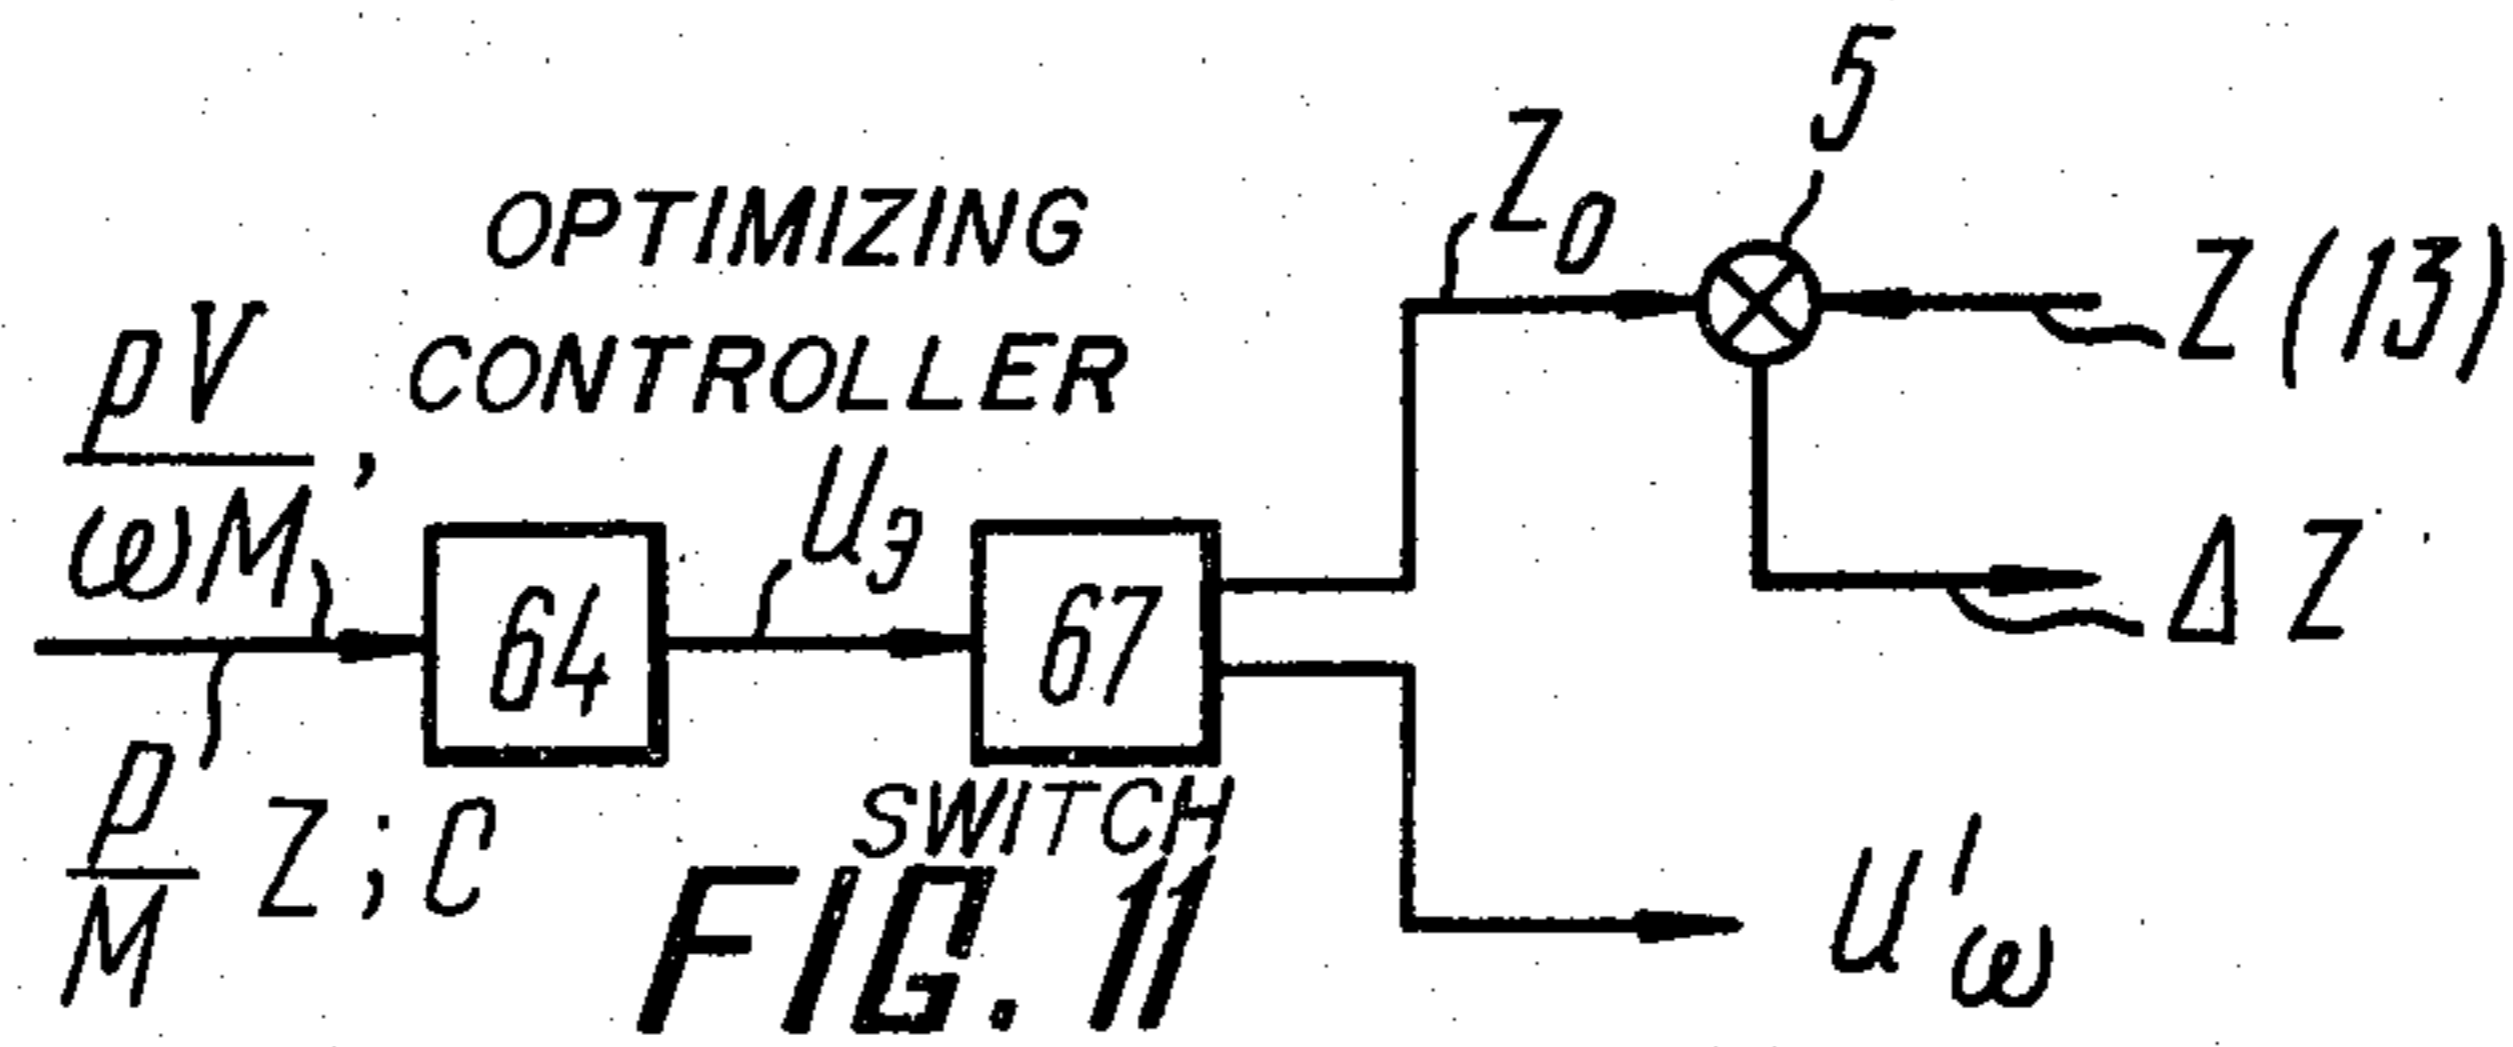 5
Z₀
OPTIMIZING
CONTROLLER
Z(13)
pV
ωM
,
Uэ
64
67
ΔZ
p
M
Z; C
SWITCH
U'ω
FIG. 11